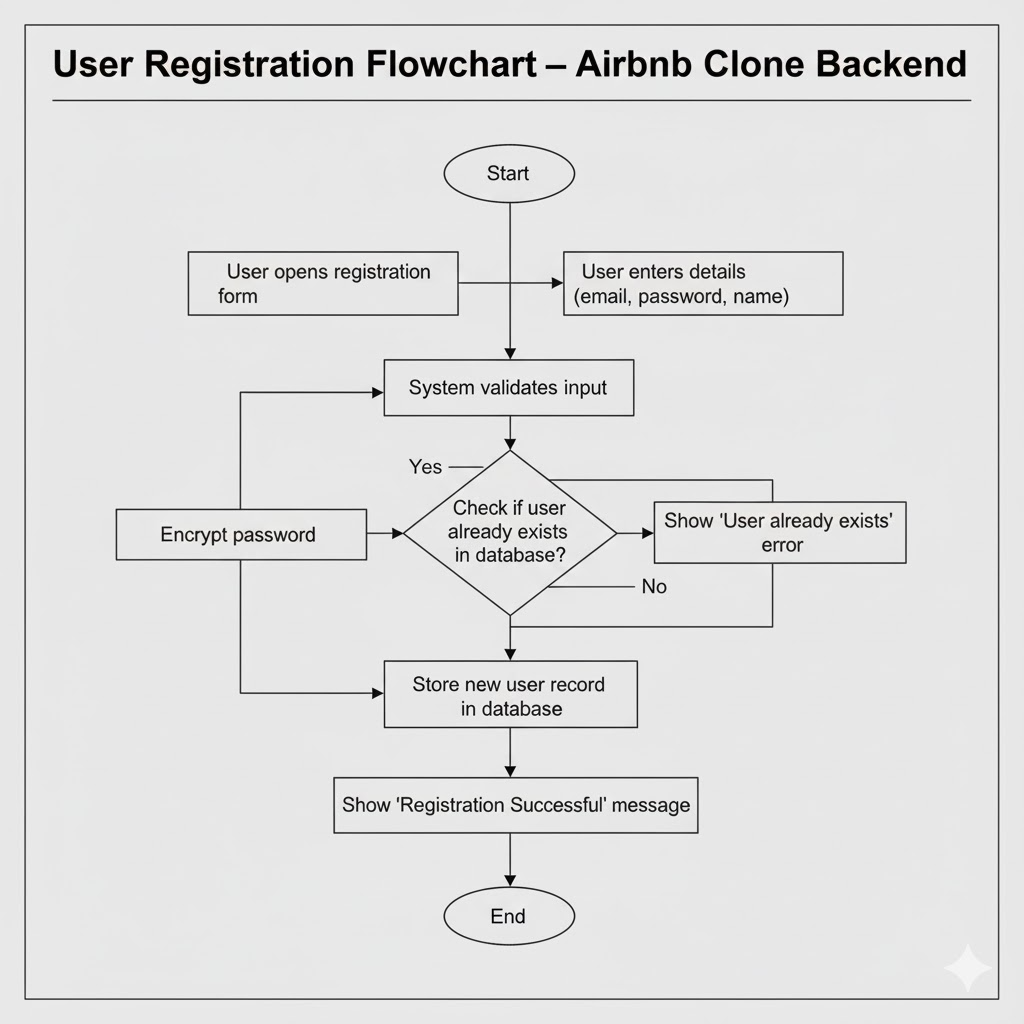 User Registration Flowchart – Airbnb Clone Backend
Start
User opens registration
form
User enters details
(email, password, name)
System validates input
Yes
Check if user
already exists
in database?
Encrypt password
Show 'User already exists'
error
No
Store new user record
in database
Show 'Registration Successful' message
End